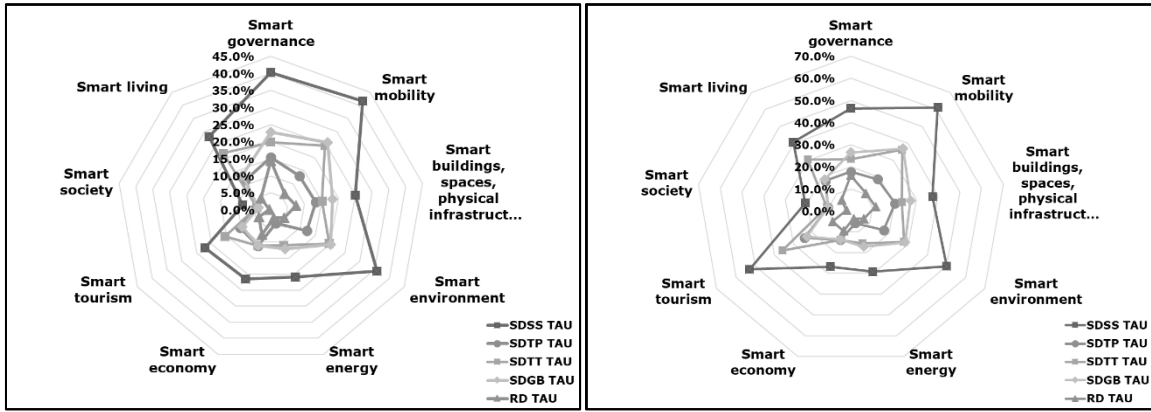 Smart
governance
45.0%
40.0%
35.0%
30.0%
25.0%
20.0%
15.0%
10.0%
5.0%
0.0%
Smart
mobility
Smart
buildings,
spaces,
physical
infrastruct...
Smart
environment
Smart
energy
Smart
economy
Smart
tourism
Smart
society
Smart living
SDSS TAU
SDTP TAU
SDTT TAU
SDGB TAU
RD TAU
Smart
governance
70.0%
60.0%
50.0%
40.0%
30.0%
20.0%
10.0%
0.0%
Smart
mobility
Smart
buildings,
spaces,
physical
infrastruct...
Smart
environment
Smart
energy
Smart
economy
Smart
tourism
Smart
society
Smart living
SDSS TAU
SDTP TAU
SDTT TAU
SDGB TAU
RD TAU